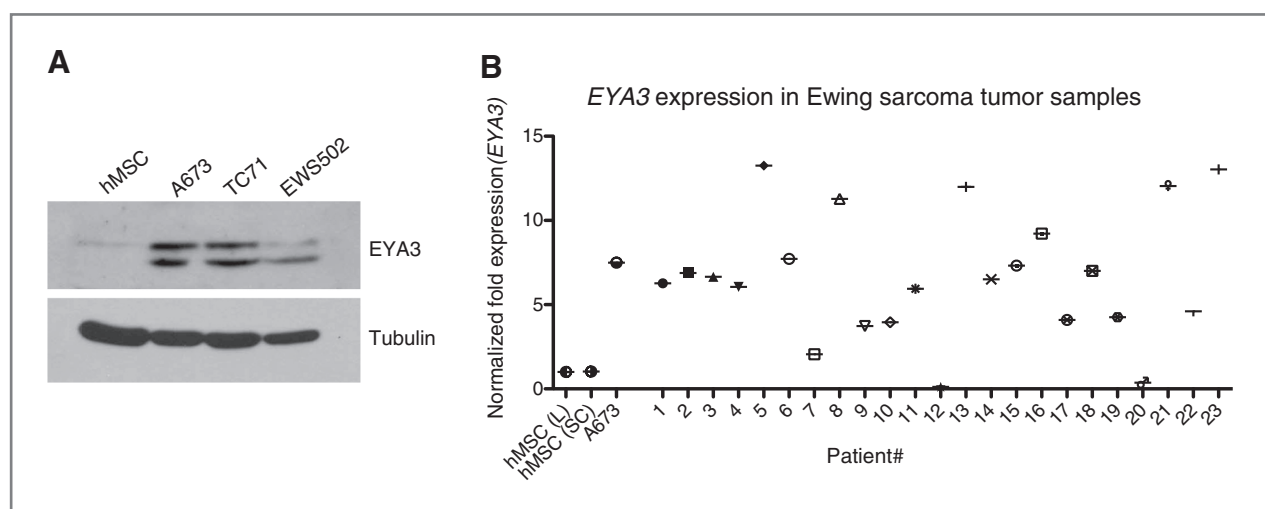 A
hMSC
A673
TC71
EWS502
EYA3
Tubulin
B
EYA3 expression in Ewing sarcoma tumor samples
Normalized fold expression(EYA3)
15
10
5
0
hMSC (L)
hMSC (SC)
A673
1
2
3
4
5
6
7
8
9
10
11
12
13
14
15
16
17
18
19
20
21
22
23
Patient#